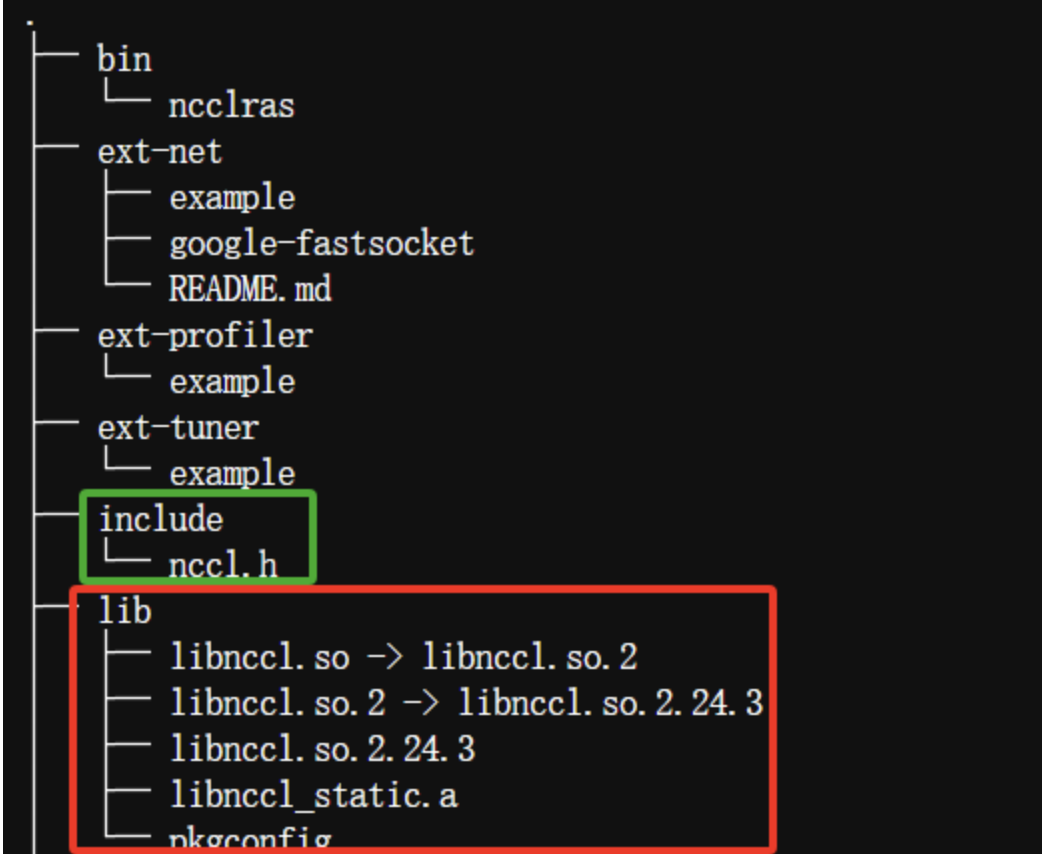 .
├── bin
│   └── ncclras
├── ext-net
│   ├── example
│   ├── google-fastsocket
│   └── README.md
├── ext-profiler
│   └── example
├── ext-tuner
│   └── example
├── include
│   └── nccl.h
├── lib
│   ├── libnccl.so -> libnccl.so.2
│   ├── libnccl.so.2 -> libnccl.so.2.24.3
│   ├── libnccl.so.2.24.3
│   ├── libnccl_static.a
│   └── pkgconfig